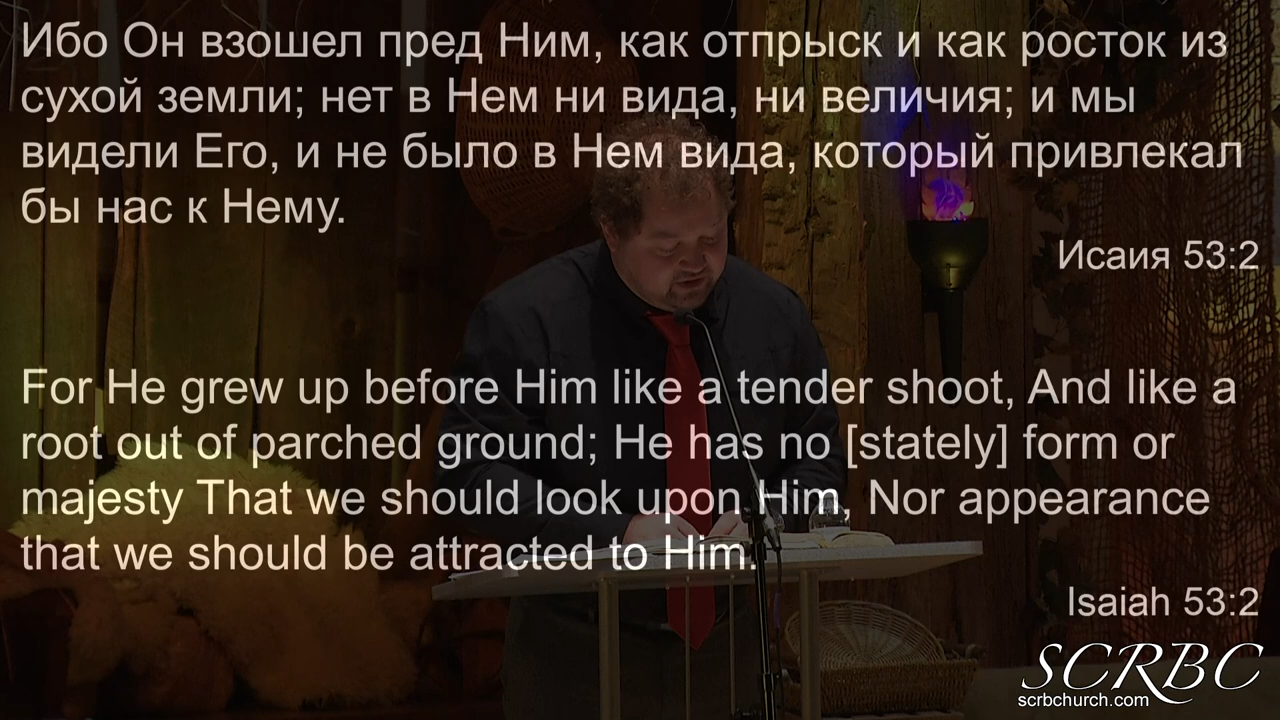 Ибо Он взошел пред Ним, как отпрыск и как росток из
сухой земли; нет в Нем ни вида, ни величия; и мы
видели Его, и не было в Нем вида, который привлекал
бы нас к Нему.
Исаия 53:2
For He grew up before Him like a tender shoot, And like a
root out of parched ground; He has no [stately] form or
majesty That we should look upon Him, Nor appearance
that we should be attracted to Him.
Isaiah 53:2
SCRBC
scrbchurch.com